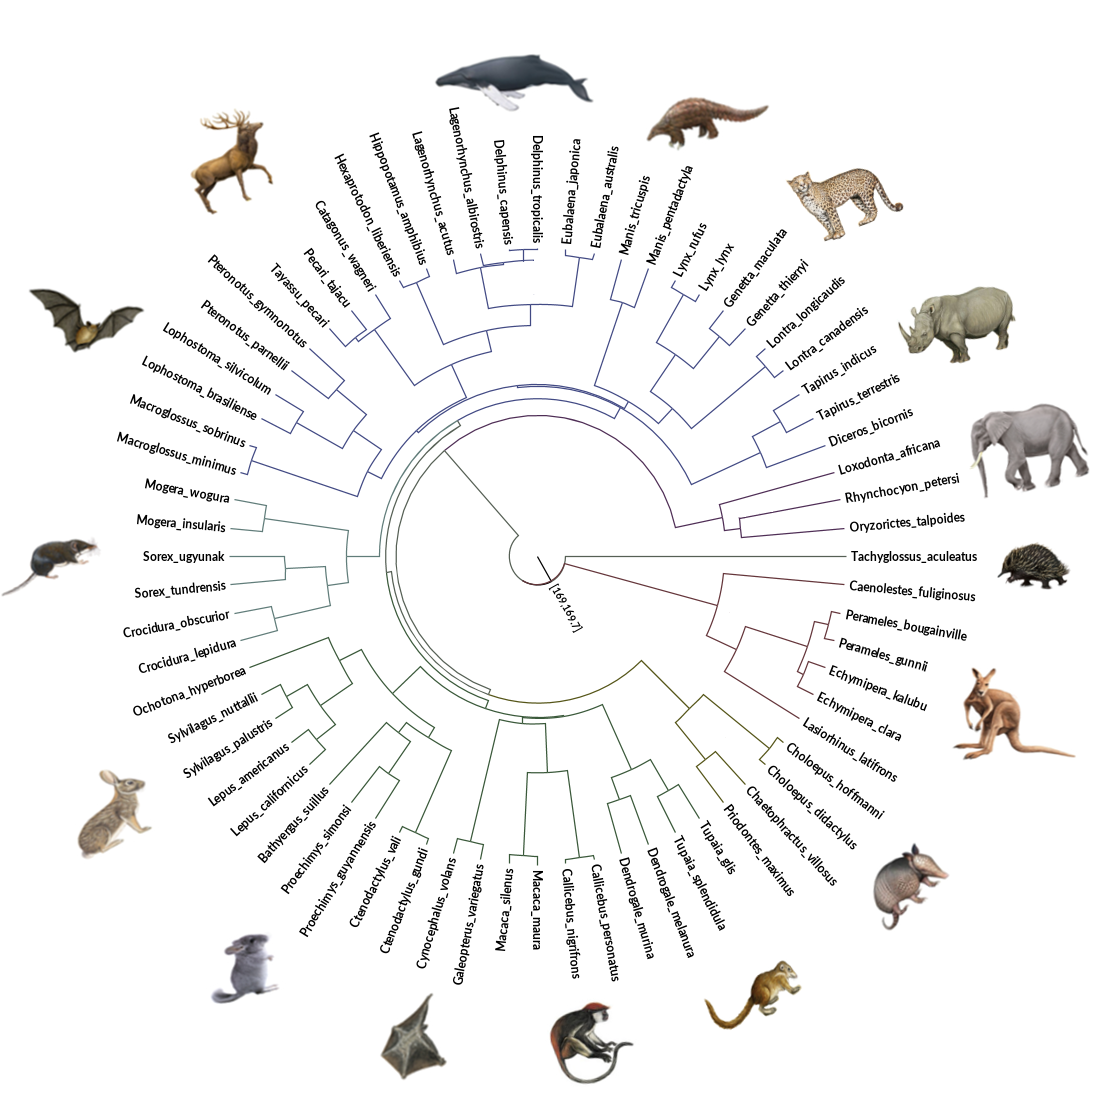 Lagenorhynchus_albirostris
Delphinus_capensis
Delphinus_tropicalis
Eubalaena_japonica
Eubalaena_australis
Manis_tricuspis
Manis_pentadactyla
Lynx_rufus
Lynx_lynx
Genetta_maculata
Genetta_thierryi
Lontra_longicaudis
Lontra_canadensis
Tapirus_indicus
Tapirus_terrestris
Diceros_bicornis
Loxodonta_africana
Rhynchocyon_petersi
Oryzorictes_talpoides
Tachyglossus_aculeatus
Caenolestes_fuliginosus
Perameles_bougainville
Perameles_gunnii
Echymipera_kalubu
Echymipera_clara
Lasiorhinus_latifrons
Choloepus_hoffmanni
Choloepus_didactylus
Chaetophractus_villosus
Priodontes_maximus
Tupaia_glis
Tupaia_splendidula
Dendrogale_melanura
Dendrogale_murina
Callicebus_personatus
Callicebus_nigrifrons
Macaca_maura
Macaca_silenus
Galeopterus_variegatus
Cynocephalus_volans
Ctenodactylus_gundi
Ctenodactylus_vali
Proechimys_guyannensis
Proechimys_simonsi
Bathyergus_suillus
Lepus_californicus
Lepus_americanus
Sylvilagus_palustris
Sylvilagus_nuttallii
Ochotona_hyperborea
Crocidura_lepidura
Crocidura_obscurior
Sorex_tundrensis
Sorex_ugyunak
Mogera_insularis
Mogera_wogura
Macroglossus_minimus
Macroglossus_sobrinus
Lophostoma_brasiliense
Lophostoma_silvicolum
Pteronotus_parnellii
Pteronotus_gymnonotus
Tayassu_pecari
Pecari_tajacu
Catagonus_wagneri
Hexaprotodon_liberiensis
Hippopotamus_amphibius
Lagenorhynchus_acutus
[169,169.7]